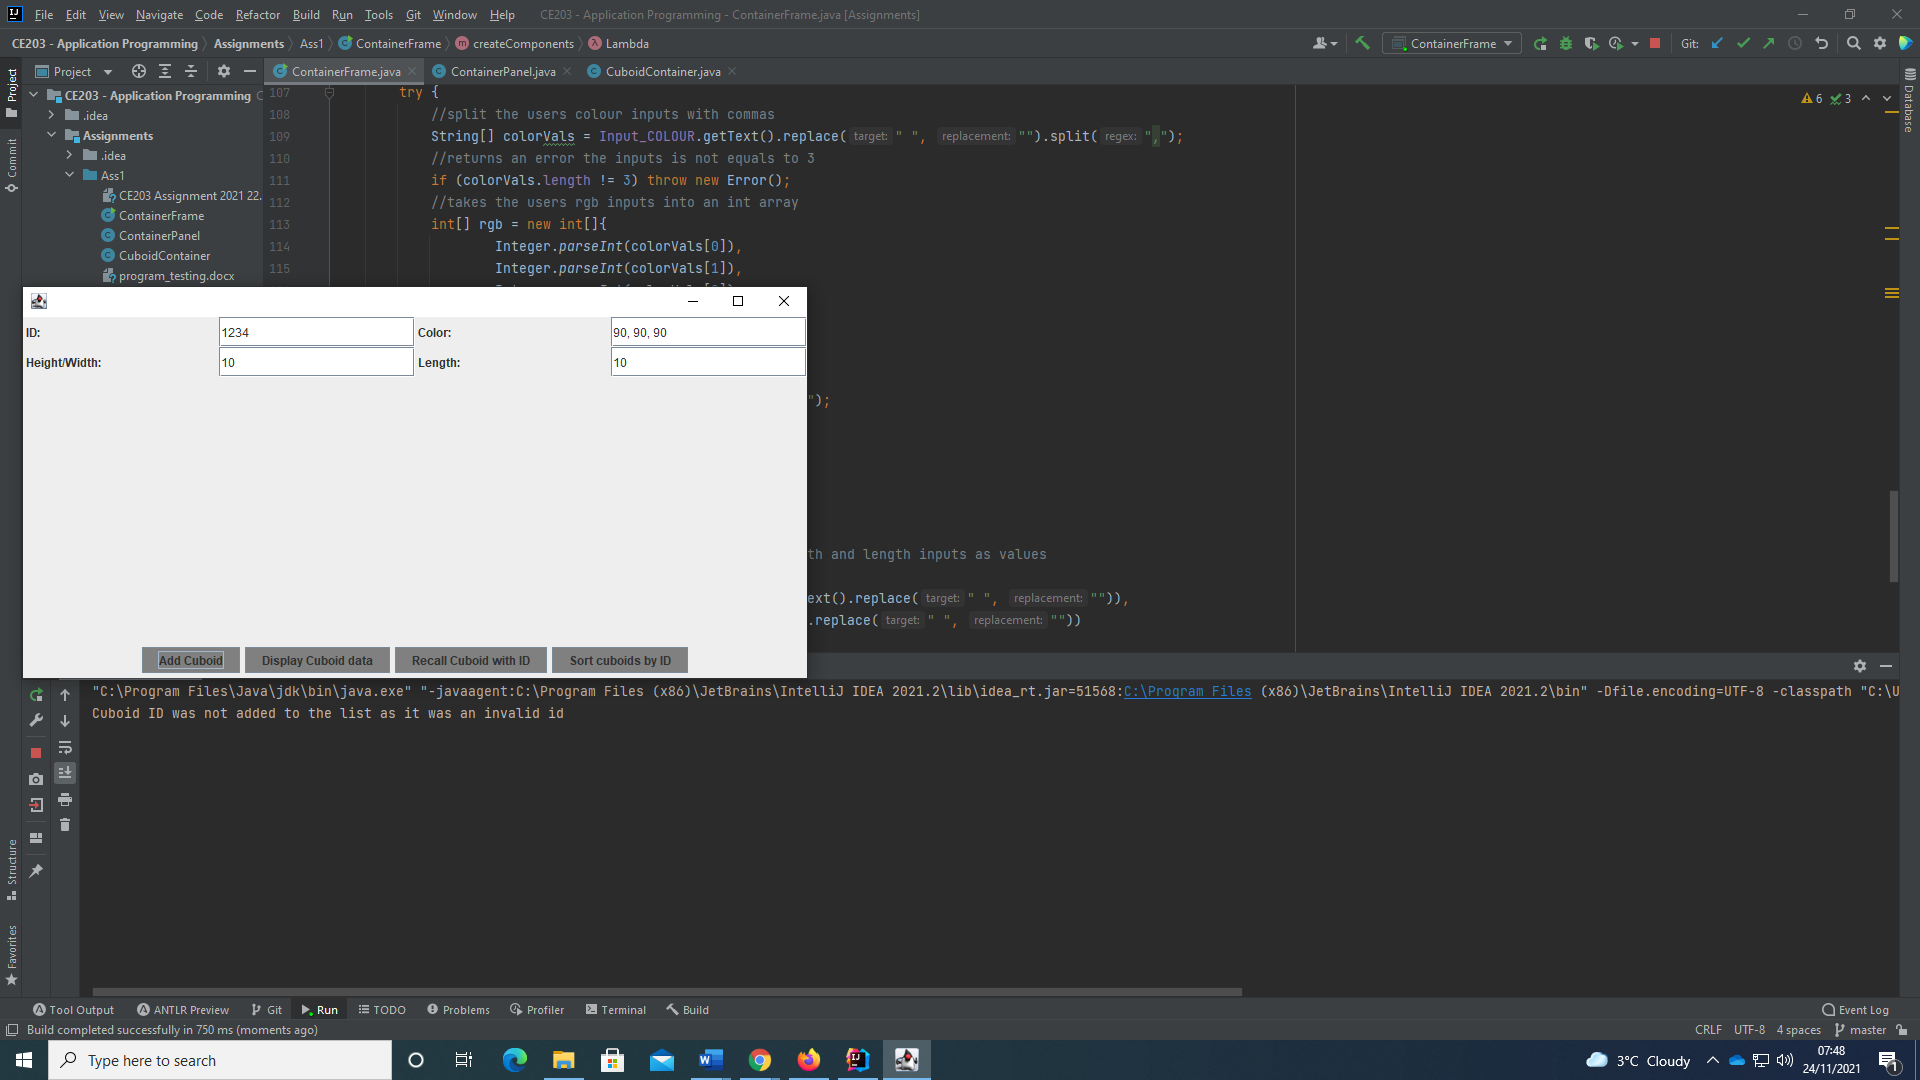 File Edit View Navigate Code Refactor Build Run Tools Git Window Help CE203 - Application Programming - ContainerFrame.java [Assignments]
CE203 - Application Programming Assignments Ass1 ContainerFrame createComponents Lambda ContainerFrame Git:
Project ContainerFrame.java ContainerPanel.java CuboidContainer.java
Project
Commit
Structure
Favorites
Database
CE203 - Application Programming
.idea
Assignments
.idea
Ass1
CE203 Assignment 2021 22.
ContainerFrame
ContainerPanel
CuboidContainer
program_testing.docx
6 3
107 try {
108 //split the users colour inputs with commas
109 String[] colorVals = Input_COLOUR.getText().replace( target: " ", replacement: "").split( regex: ",");
110 //returns an error the inputs is not equals to 3
111 if (colorVals.length != 3) throw new Error();
112 //takes the users rgb inputs into an int array
113 int[] rgb = new int[]{
114 Integer.parseInt(colorVals[0]),
115 Integer.parseInt(colorVals[1]),
");
th and length inputs as values
ext().replace( target: " ", replacement: "")),
.replace( target: " ", replacement: ""))
ID: 1234 Color: 90, 90, 90
Height/Width: 10 Length: 10
Add Cuboid Display Cuboid data Recall Cuboid with ID Sort cuboids by ID
"C:\Program Files\Java\jdk\bin\java.exe" "-javaagent:C:\Program Files (x86)\JetBrains\IntelliJ IDEA 2021.2\lib\idea_rt.jar=51568:C:\Program Files (x86)\JetBrains\IntelliJ IDEA 2021.2\bin" -Dfile.encoding=UTF-8 -classpath "C:\U
Cuboid ID was not added to the list as it was an invalid id
Tool Output ANTLR Preview Git Run TODO Problems Profiler Terminal Build Event Log
Build completed successfully in 750 ms (moments ago) CRLF UTF-8 4 spaces master
Type here to search 3°C Cloudy 07:48
24/11/2021 1